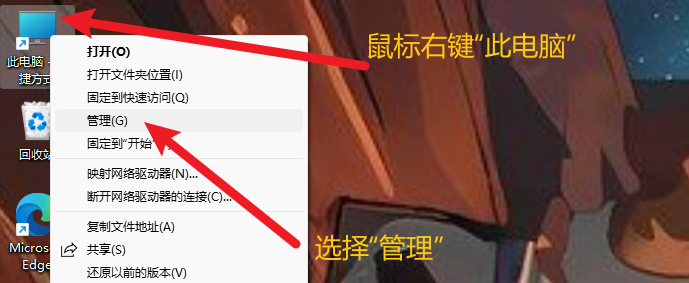 鼠标右键“此电脑”
此电脑 -
捷方式
打开(O)
打开文件夹位置(I)
固定到快速访问(Q)
管理(G)
固定到“开始”
回收站
映射网络驱动器(N)...
断开网络驱动器的连接(C)...
复制文件地址(A)
共享(S)
还原以前的版本(V)
Microso
Edge
选择“管理”